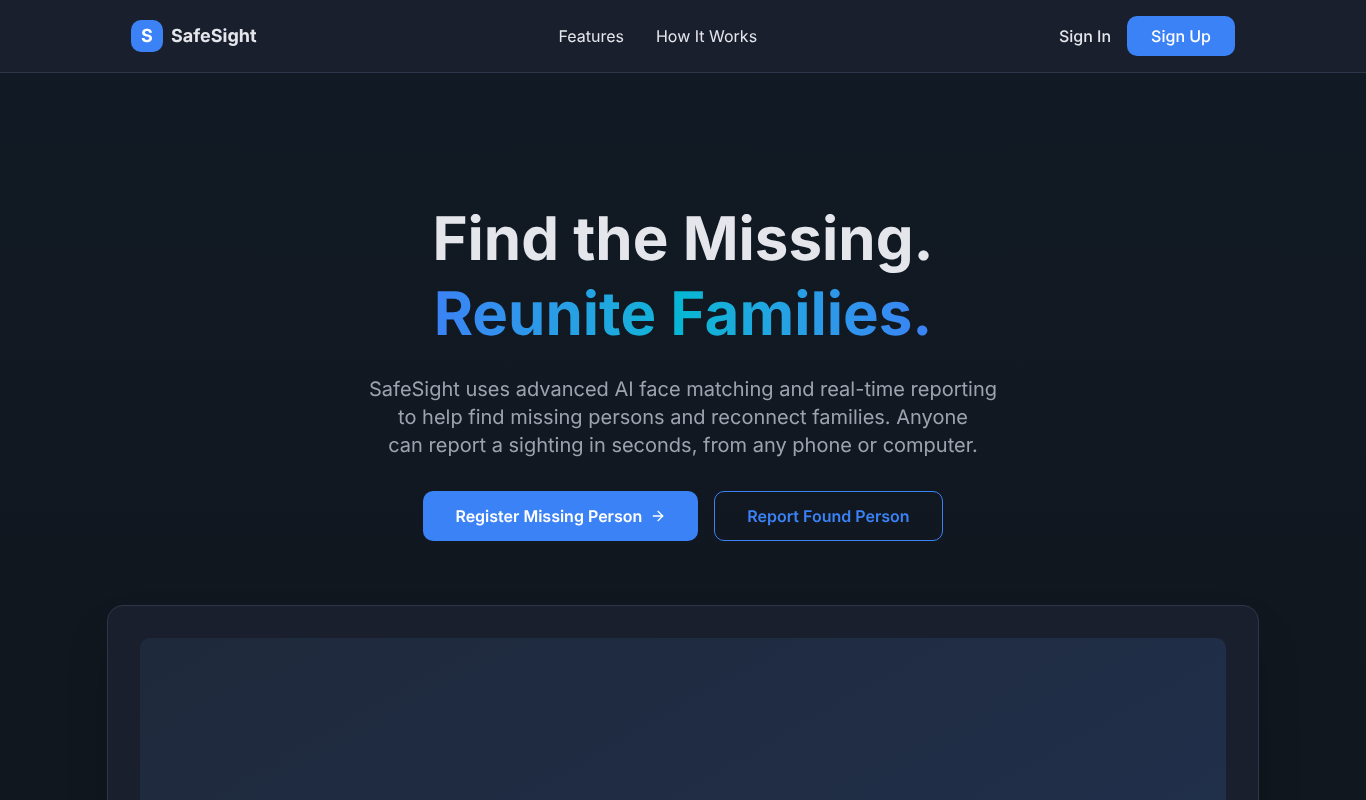 S SafeSight
Features
How It Works
Sign In
Sign Up
Find the Missing.
Reunite Families.
SafeSight uses advanced AI face matching and real-time reporting
to help find missing persons and reconnect families. Anyone
can report a sighting in seconds, from any phone or computer.
Register Missing Person →
Report Found Person